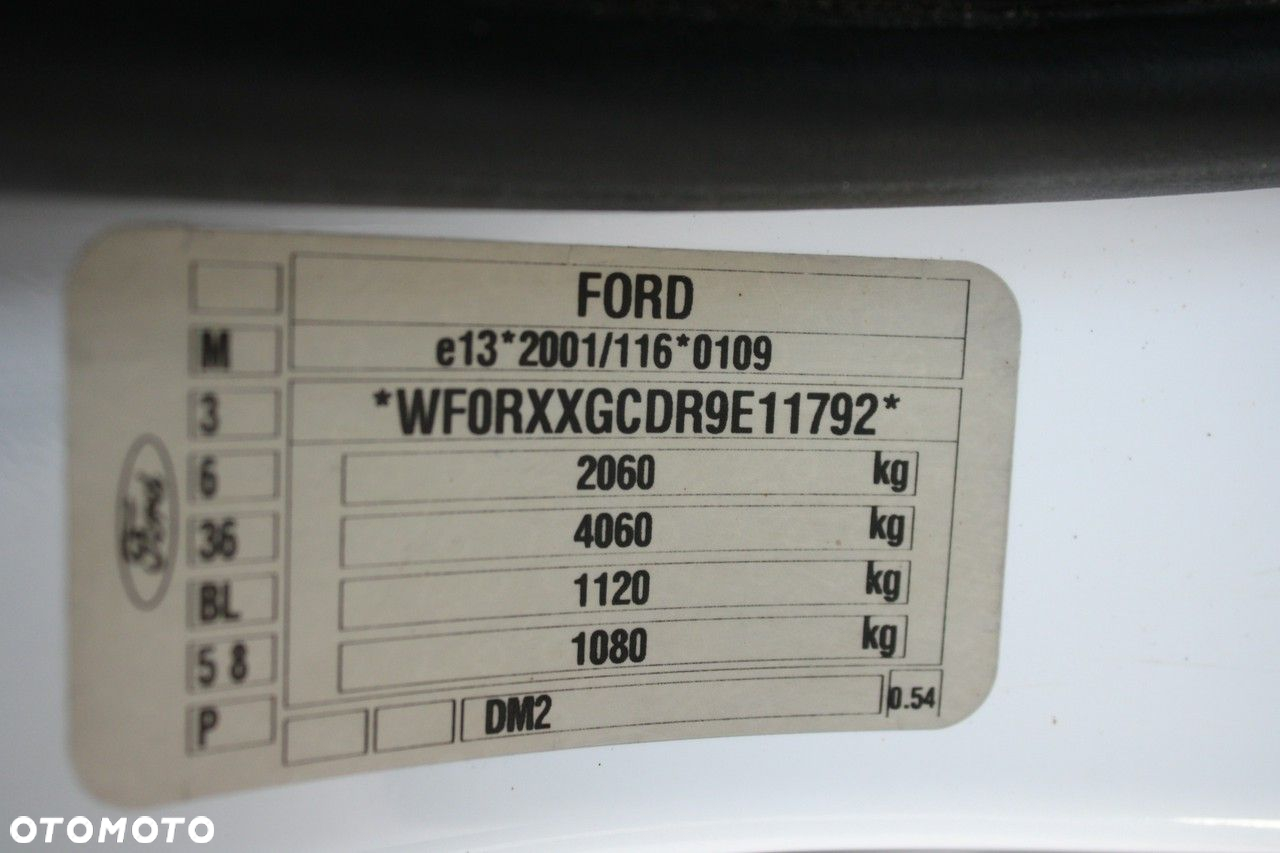 FORD
M
e13*2001/116*0109
3
*WF0RXXGCDR9E11792*
6
2060 kg
36
4060 kg
BL
1120 kg
5 8
1080 kg
P
DM2
0.54
Ford
OTOMOTO